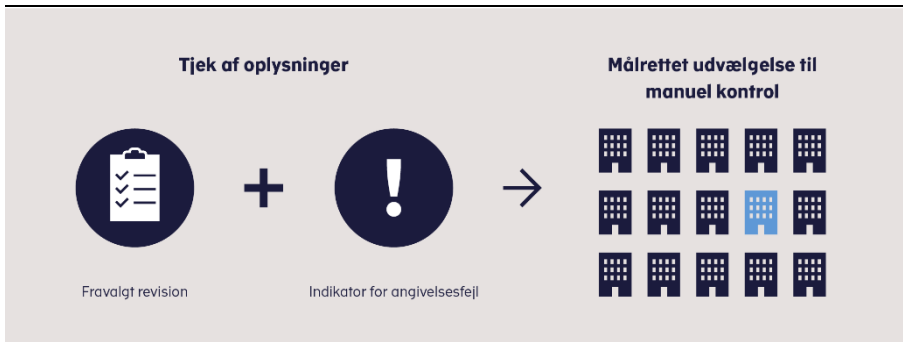 Tjek af oplysninger
Målrettet udvælgelse til
manuel kontrol
Fravalgt revision
Indikator for angivelsesfejl